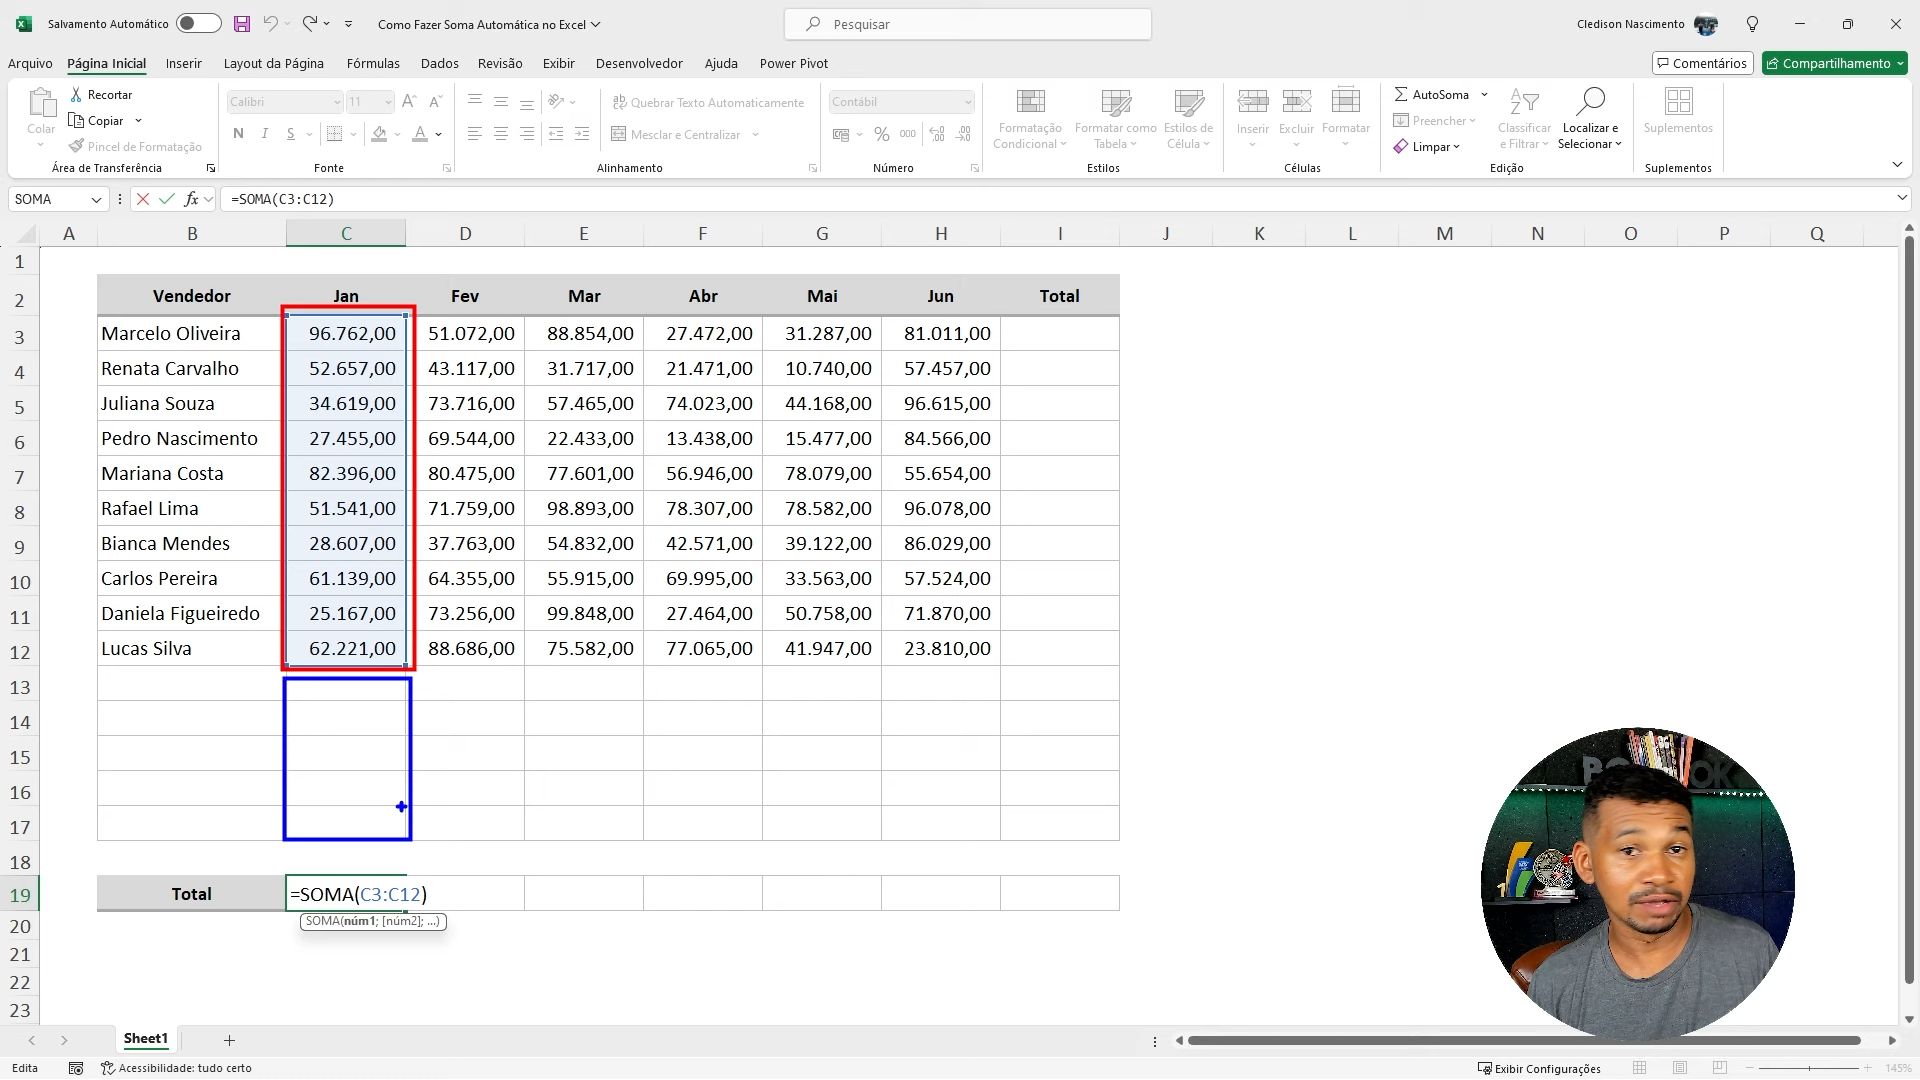 Salvamento Automático
Como Fazer Soma Automática no Excel
Pesquisar
Cledison Nascimento
Arquivo
Página Inicial
Inserir
Layout da Página
Fórmulas
Dados
Revisão
Exibir
Desenvolvedor
Ajuda
Power Pivot
Comentários
Compartilhamento
Colar
Recortar
Copiar
Pincel de Formatação
Área de Transferência
Calibri
11
N I S
Fonte
Quebrar Texto Automaticamente
Mesclar e Centralizar
Alinhamento
Contábil
% 000
Número
Formatação Condicional
Formatar como Tabela
Estilos de Célula
Estilos
Inserir
Excluir
Formatar
Células
AutoSoma
Preencher
Limpar
Classificar e Filtrar
Localizar e Selecionar
Edição
Suplementos
Suplementos
SOMA fx =SOMA(C3:C12)
A B C D E F G H I J K L M N O P Q
1
2 Vendedor Jan Fev Mar Abr Mai Jun Total
3 Marcelo Oliveira 96.762,00 51.072,00 88.854,00 27.472,00 31.287,00 81.011,00
4 Renata Carvalho 52.657,00 43.117,00 31.717,00 21.471,00 10.740,00 57.457,00
5 Juliana Souza 34.619,00 73.716,00 57.465,00 74.023,00 44.168,00 96.615,00
6 Pedro Nascimento 27.455,00 69.544,00 22.433,00 13.438,00 15.477,00 84.566,00
7 Mariana Costa 82.396,00 80.475,00 77.601,00 56.946,00 78.079,00 55.654,00
8 Rafael Lima 51.541,00 71.759,00 98.893,00 78.307,00 78.582,00 96.078,00
9 Bianca Mendes 28.607,00 37.763,00 54.832,00 42.571,00 39.122,00 86.029,00
10 Carlos Pereira 61.139,00 64.355,00 55.915,00 69.995,00 33.563,00 57.524,00
11 Daniela Figueiredo 25.167,00 73.256,00 99.848,00 27.464,00 50.758,00 71.870,00
12 Lucas Silva 62.221,00 88.686,00 75.582,00 77.065,00 41.947,00 23.810,00
13
14
15
16
17
18
19 Total =SOMA(C3:C12)
SOMA(núm1; [núm2]; ...)
20
21
22
23
Sheet1
Edita
Acessibilidade: tudo certo
Exibir Configurações
145%